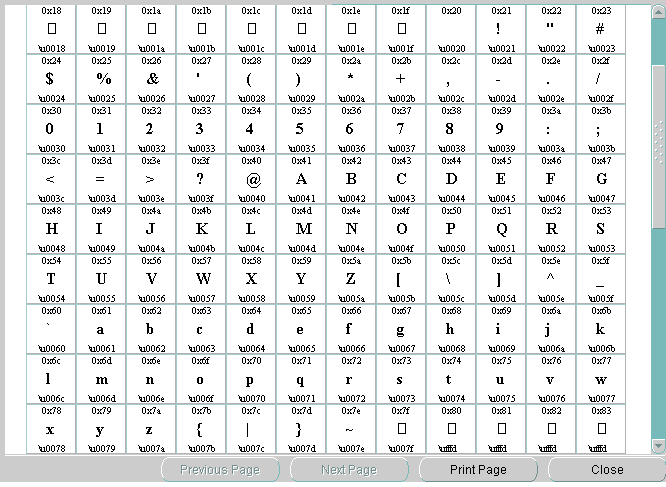 0x18 0x19 0x1a 0x1b 0x1c 0x1d 0x1e 0x1f 0x20 0x21 0x22 0x23
□ □ □ □ □ □ □ □ ! " #
\u0018 \u0019 \u001a \u001b \u001c \u001d \u001e \u001f \u0020 \u0021 \u0022 \u0023
0x24 0x25 0x26 0x27 0x28 0x29 0x2a 0x2b 0x2c 0x2d 0x2e 0x2f
$ % & ' ( ) * + , - . /
\u0024 \u0025 \u0026 \u0027 \u0028 \u0029 \u002a \u002b \u002c \u002d \u002e \u002f
0x30 0x31 0x32 0x33 0x34 0x35 0x36 0x37 0x38 0x39 0x3a 0x3b
0 1 2 3 4 5 6 7 8 9 : ;
\u0030 \u0031 \u0032 \u0033 \u0034 \u0035 \u0036 \u0037 \u0038 \u0039 \u003a \u003b
0x3c 0x3d 0x3e 0x3f 0x40 0x41 0x42 0x43 0x44 0x45 0x46 0x47
< = > ? @ A B C D E F G
\u003c \u003d \u003e \u003f \u0040 \u0041 \u0042 \u0043 \u0044 \u0045 \u0046 \u0047
0x48 0x49 0x4a 0x4b 0x4c 0x4d 0x4e 0x4f 0x50 0x51 0x52 0x53
H I J K L M N O P Q R S
\u0048 \u0049 \u004a \u004b \u004c \u004d \u004e \u004f \u0050 \u0051 \u0052 \u0053
0x54 0x55 0x56 0x57 0x58 0x59 0x5a 0x5b 0x5c 0x5d 0x5e 0x5f
T U V W X Y Z [ \ ] ^ _
\u0054 \u0055 \u0056 \u0057 \u0058 \u0059 \u005a \u005b \u005c \u005d \u005e \u005f
0x60 0x61 0x62 0x63 0x64 0x65 0x66 0x67 0x68 0x69 0x6a 0x6b
` a b c d e f g h i j k
\u0060 \u0061 \u0062 \u0063 \u0064 \u0065 \u0066 \u0067 \u0068 \u0069 \u006a \u006b
0x6c 0x6d 0x6e 0x6f 0x70 0x71 0x72 0x73 0x74 0x75 0x76 0x77
l m n o p q r s t u v w
\u006c \u006d \u006e \u006f \u0070 \u0071 \u0072 \u0073 \u0074 \u0075 \u0076 \u0077
0x78 0x79 0x7a 0x7b 0x7c 0x7d 0x7e 0x7f 0x80 0x81 0x82 0x83
x y z { | } ~ □ □ □ □ □
\u0078 \u0079 \u007a \u007b \u007c \u007d \u007e \u007f \ufffd \ufffd \ufffd \ufffd
Previous Page Next Page Print Page Close